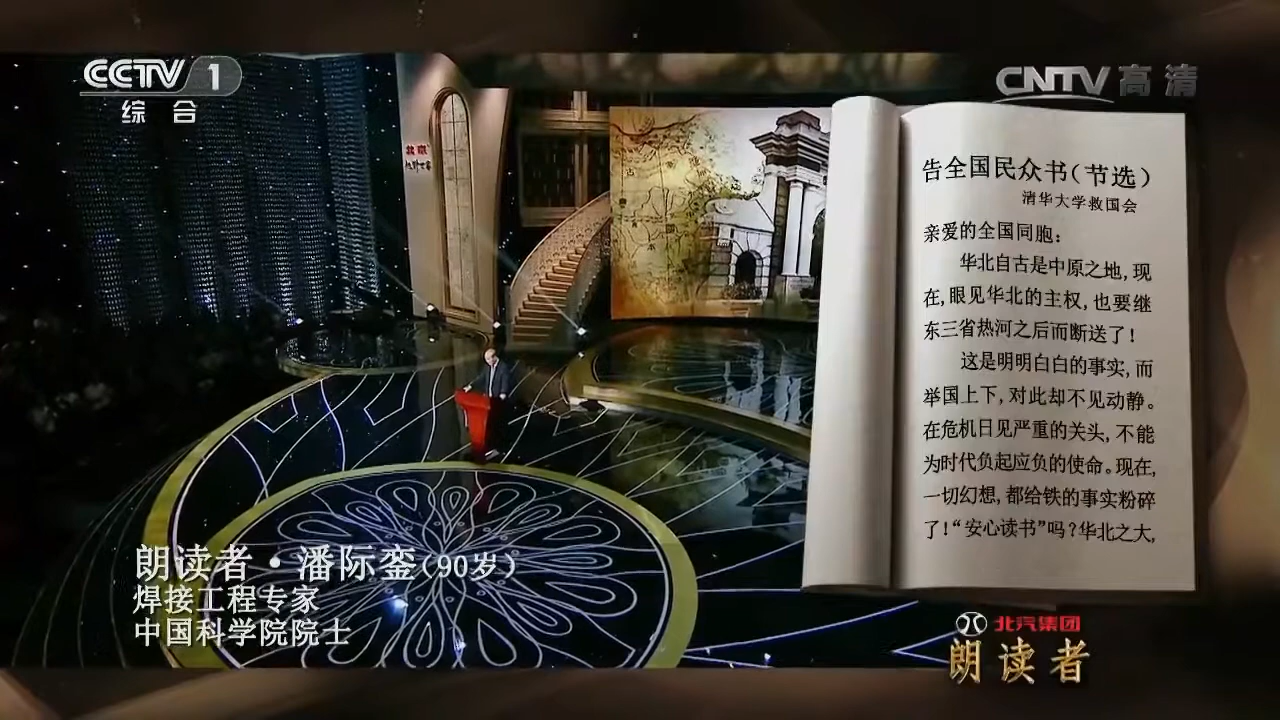 CCTV 1
综合
CNTV高清
北京
告全国民众书（节选）
清华大学救国会
亲爱的全国同胞：
华北自古是中原之地，现
在，眼见华北的主权，也要继
东三省热河之后而断送了！
这是明明白白的事实，而
举国上下，对此却不见动静。
在危机日见严重的关头，不能
为时代负起应负的使命。现在，
一切幻想，都给铁的事实粉碎
了！“安心读书”吗？华北之大，
朗读者·潘际銮（90岁）
焊接工程专家
中国科学院院士
北汽集团
朗读者